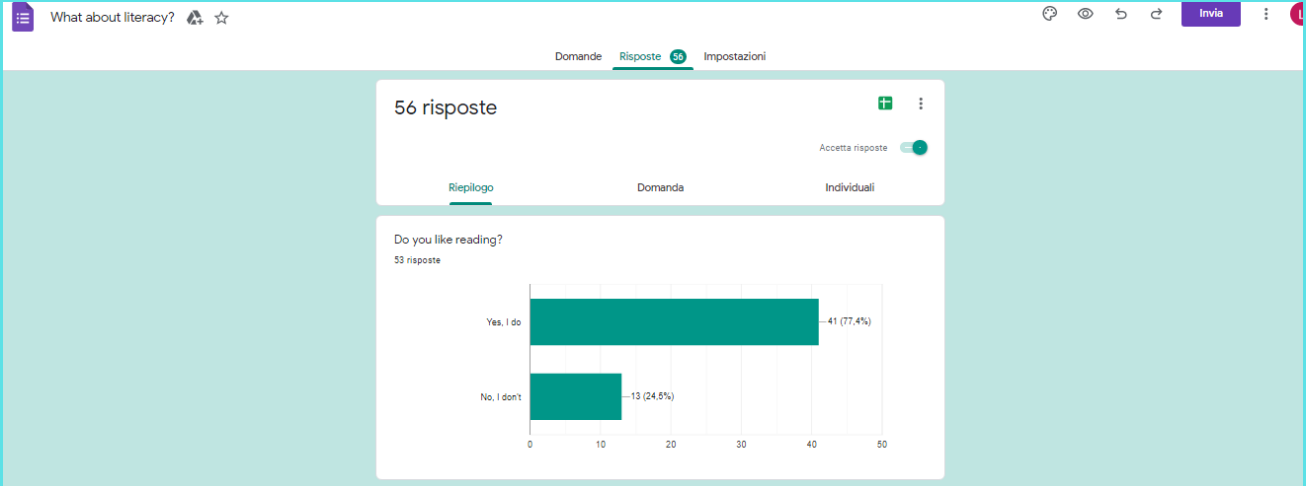 What about literacy?
Invia
Domande Risposte 56 Impostazioni
56 risposte
Accetta risposte
Riepilogo Domanda Individuali
Do you like reading?
53 risposte
Yes, I do 41 (77,4%)
No, I don't 13 (24,5%)
0 10 20 30 40 50